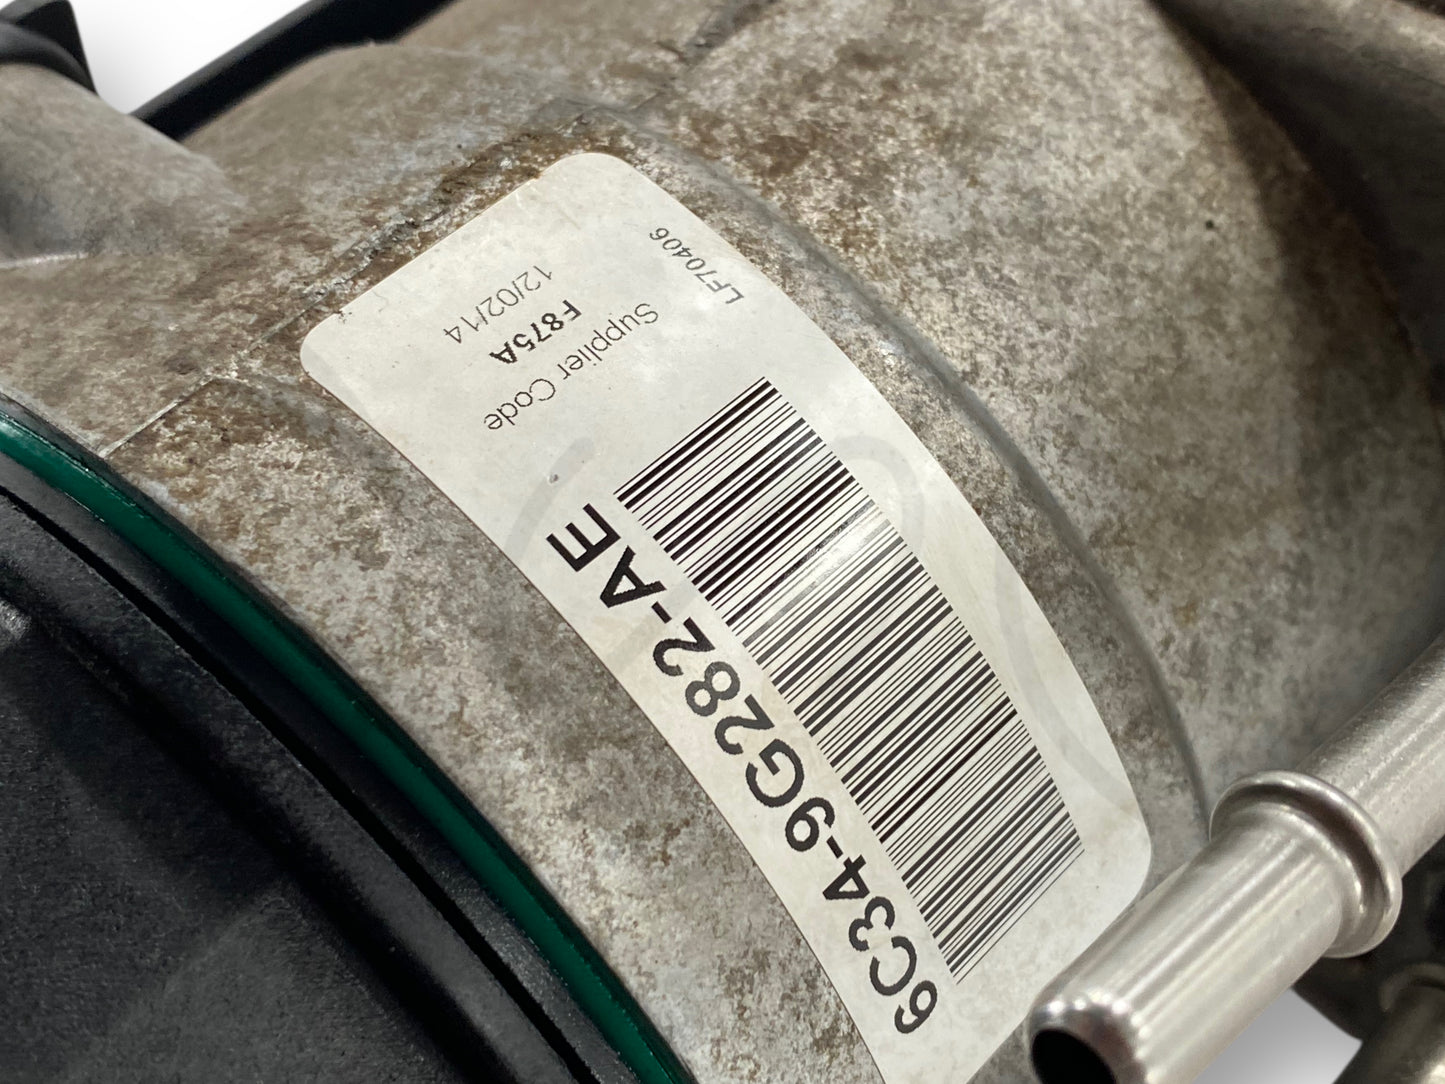 6C34-9G282-AE
Supplier Code
F875A
12/02/14
LF70406